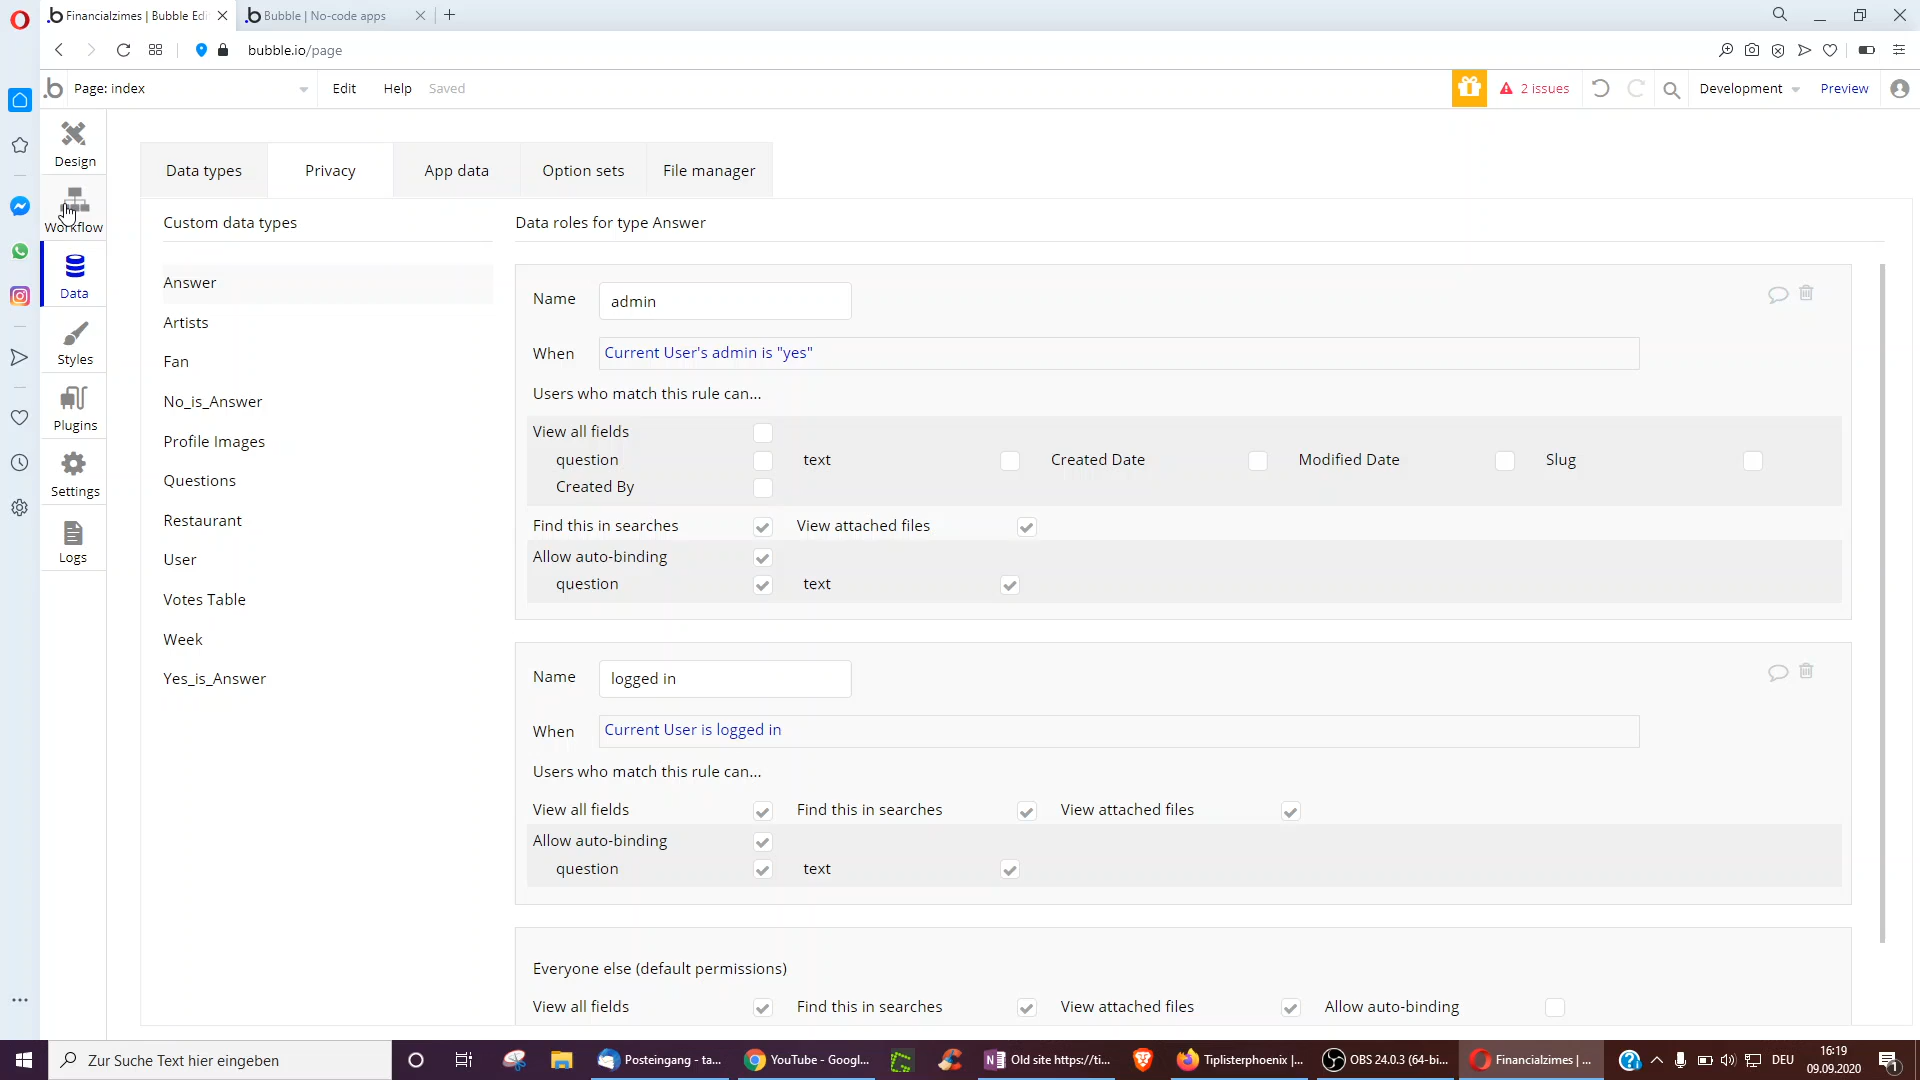 Financialzimes | Bubble Edi
Bubble | No-code apps
bubble.io/page
Page: index
Edit
Help
Saved
2 issues
Development
Preview
Design
Workflow
Data
Styles
Plugins
Settings
Logs
Data types
Privacy
App data
Option sets
File manager
Custom data types
Answer
Artists
Fan
No_is_Answer
Profile Images
Questions
Restaurant
User
Votes Table
Week
Yes_is_Answer
Data roles for type Answer
Name admin
When Current User's admin is "yes"
Users who match this rule can...
View all fields
question text Created Date Modified Date Slug
Created By
Find this in searches View attached files
Allow auto-binding
question text
Name logged in
When Current User is logged in
Users who match this rule can...
View all fields Find this in searches View attached files
Allow auto-binding
question text
Everyone else (default permissions)
View all fields Find this in searches View attached files Allow auto-binding
Zur Suche Text hier eingeben
Posteingang - ta...
YouTube - Googl...
Old site https://ti...
Tiplisterphoenix |...
OBS 24.0.3 (64-bi...
Financialzimes | ...
DEU
16:19
09.09.2020
1